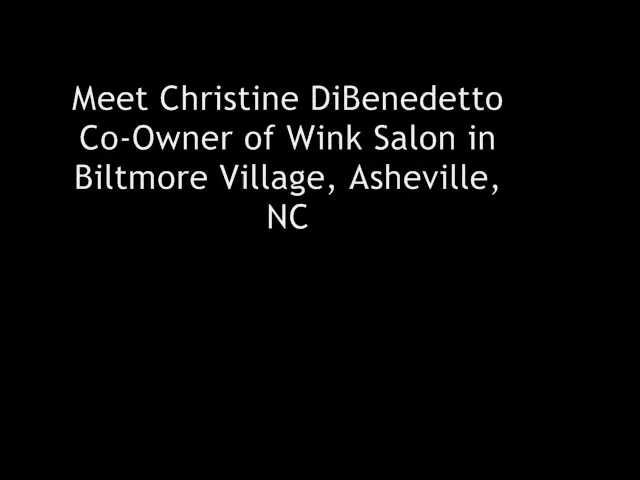 Meet Christine DiBenedetto
Co-Owner of Wink Salon in
Biltmore Village, Asheville,
NC